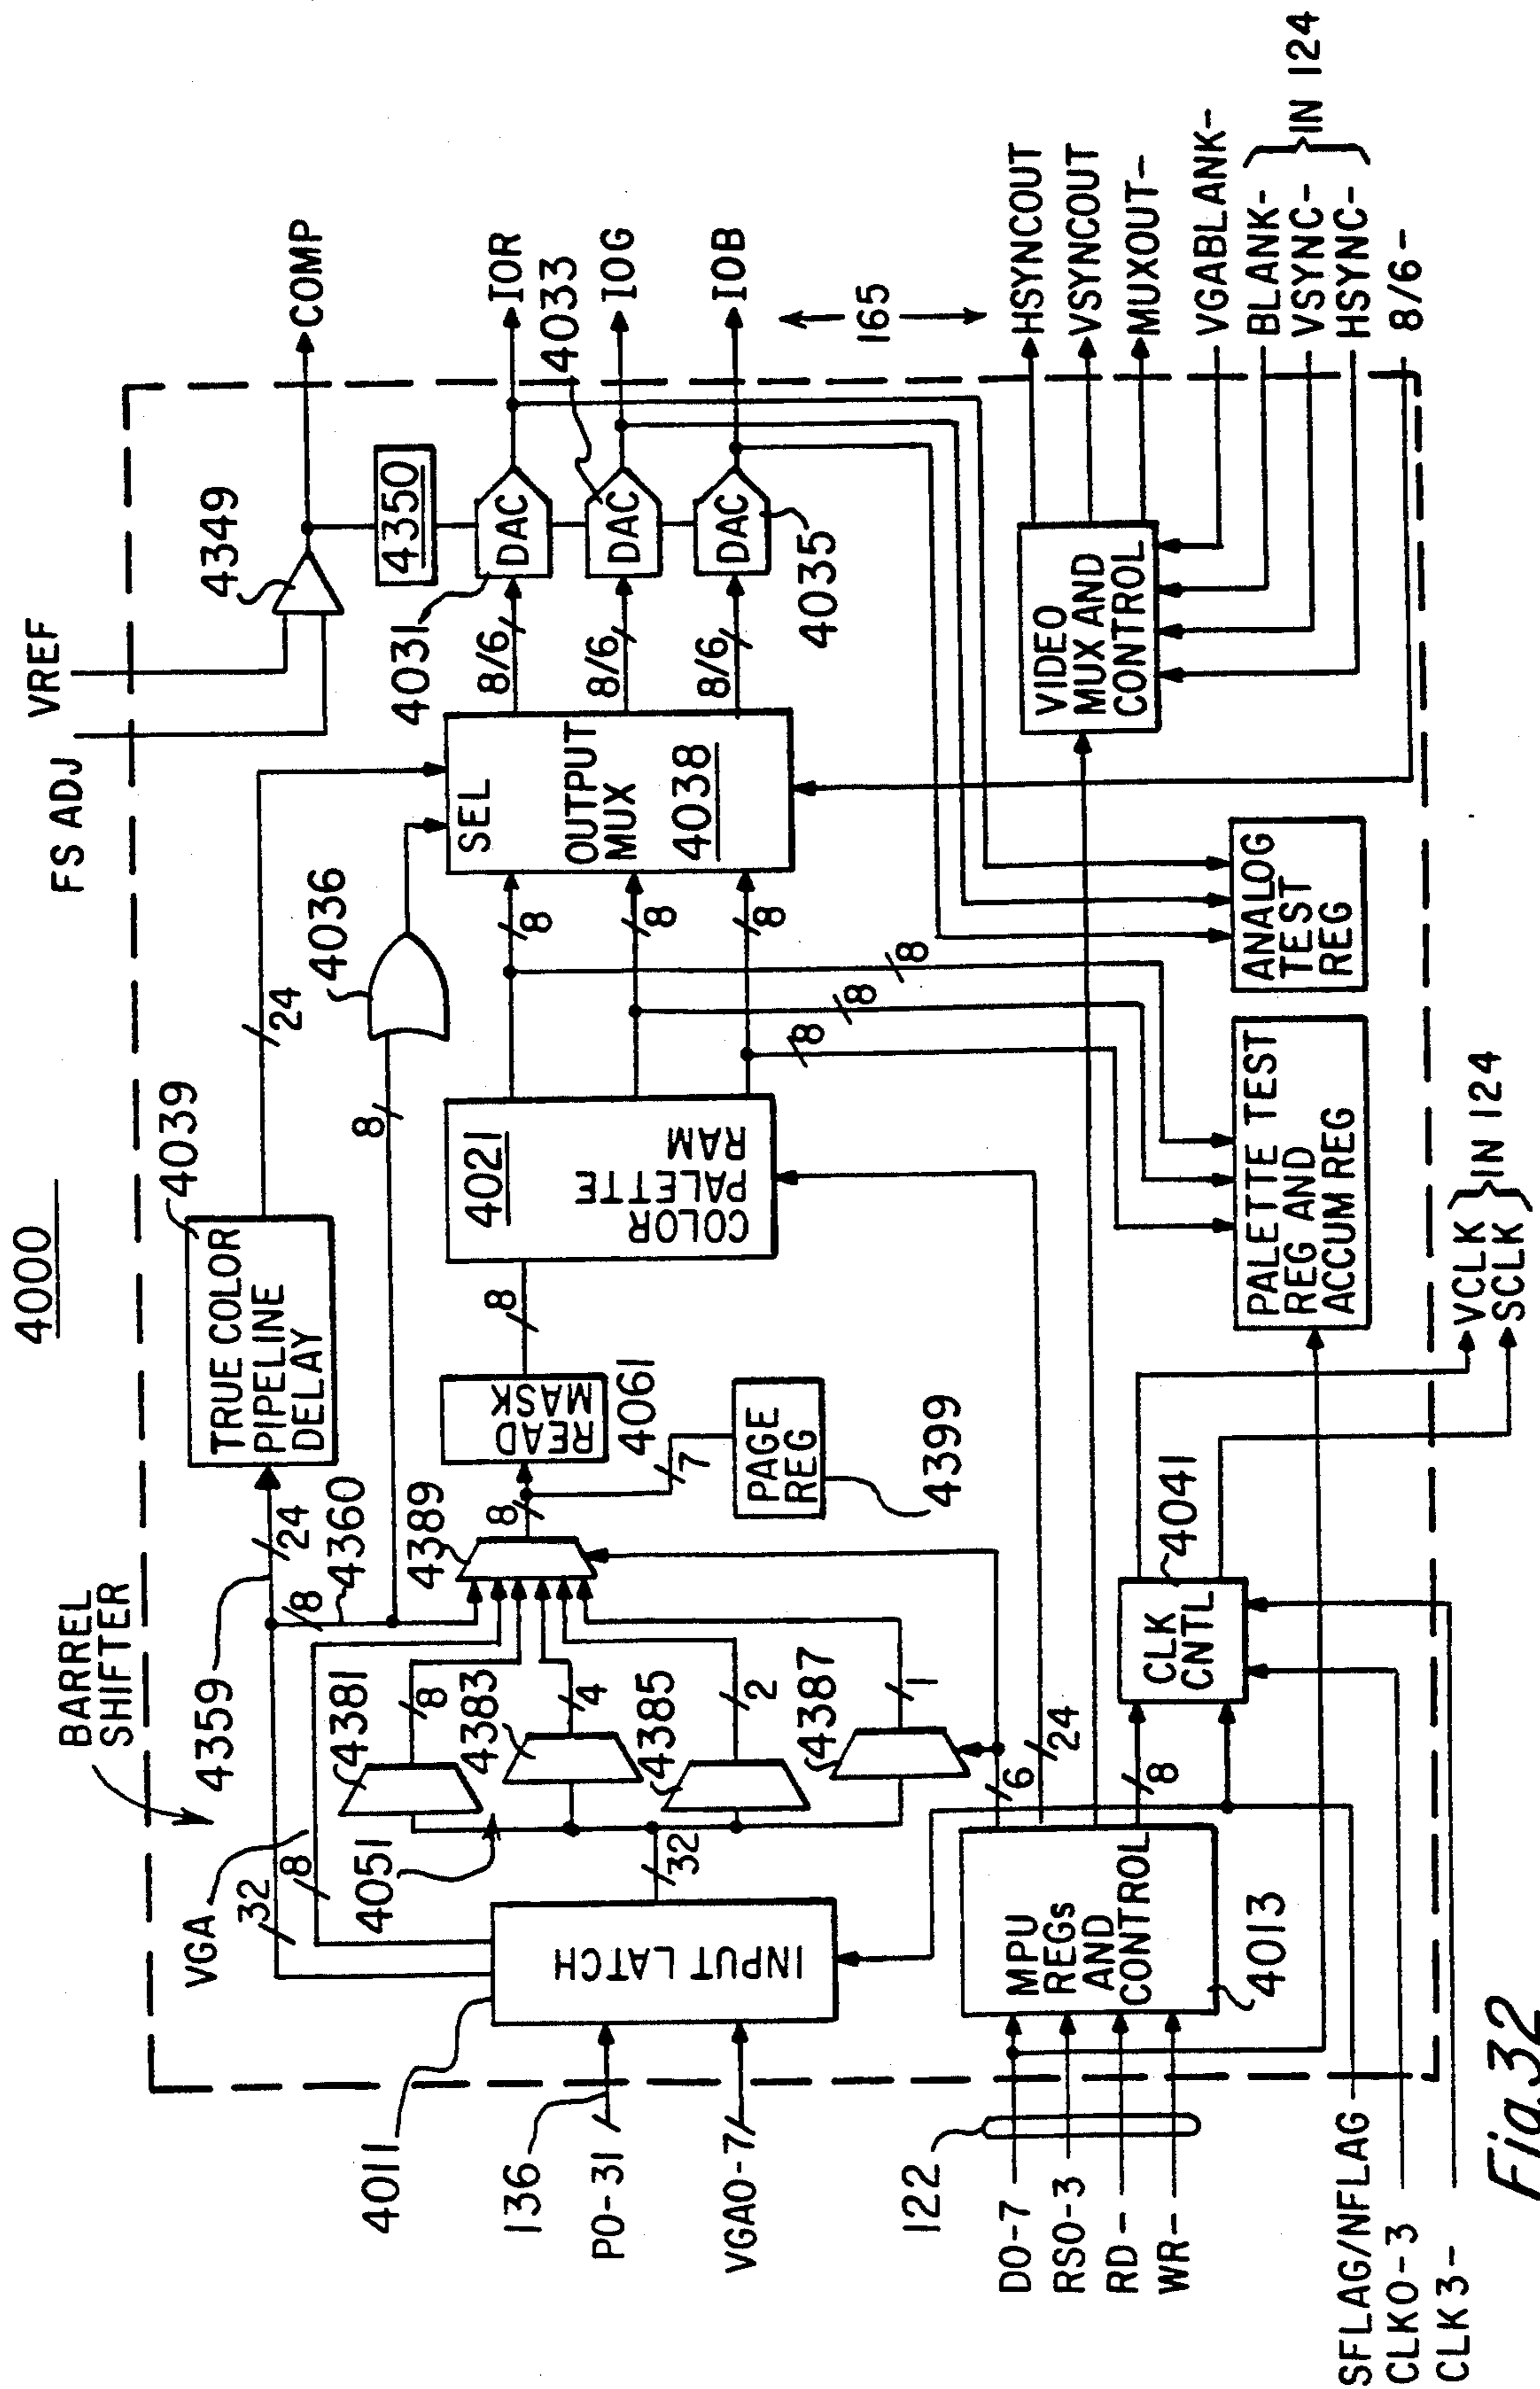 4000
FS ADJ
VREF
BARREL
SHIFTER
4359
TRUE COLOR
PIPELINE
DELAY
4039
24
4349
COMP
VGA
32
8
4381
8
4360
24
8
4036
4350
4051
4383
4
4385
2
4387
1
4389
8
7
READ
MASK
4061
8
PAGE
REG
4399
4021
COLOR
PALETTE
RAM
8
8
8
8
8
8
SEL
OUTPUT
MUX
4038
4031
8/6
8/6
8/6
DAC
DAC
DAC
4033
4035
IOR
IOG
IOB
165
4011
INPUT LATCH
32
136
P0-31
VGA0-7
122
D0-7
RS0-3
RD-
WR-
MPU
REGs
AND
CONTROL
4013
6
24
8
CLK
CNTL
4041
PALETTE TEST
REG AND
ACCUM REG
ANALOG
TEST
REG
VIDEO
MUX AND
CONTROL
HSYNCOUT
VSYNCOUT
MUXOUT-
VGABLANK-
BLANK-
VSYNC-
HSYNC-
IN 124
8/6-
VCLK
SCLK
IN 124
SFLAG/NFLAG
CLK0-3
CLK3-
Fig.32